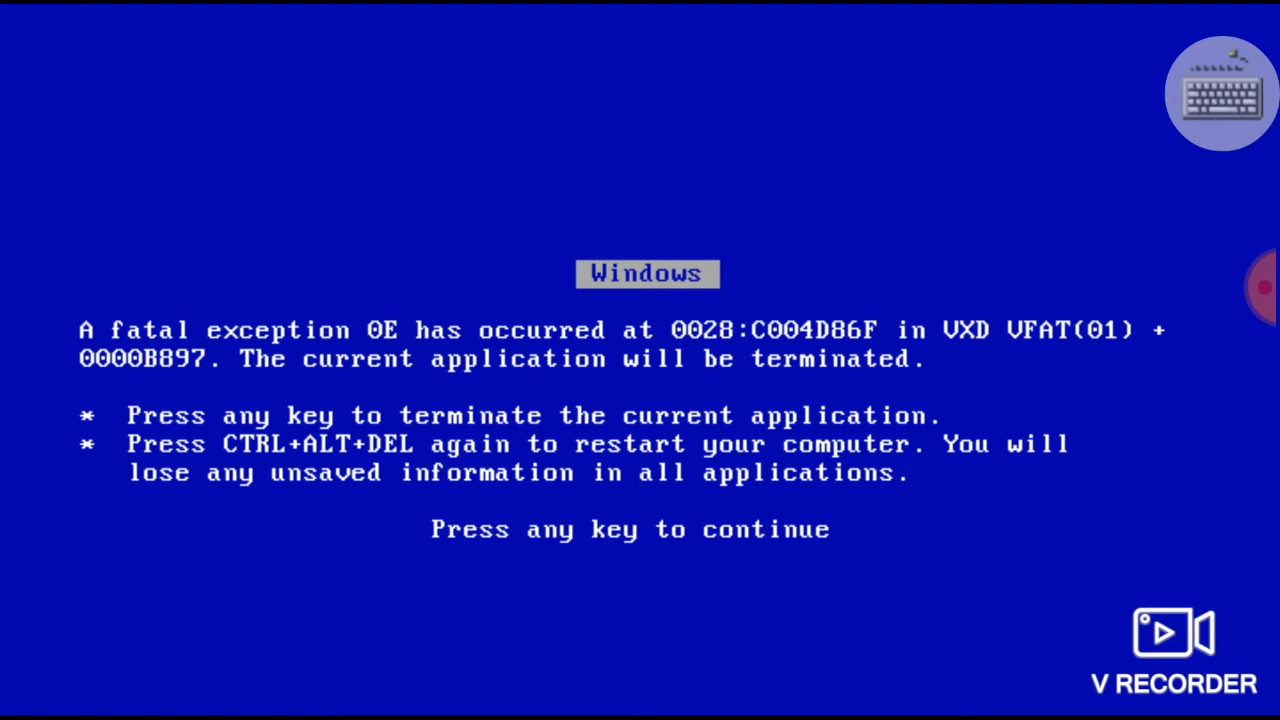 Windows
A fatal exception 0E has occurred at 0028:C004D86F in VXD VFAT(01) +
0000B897. The current application will be terminated.
* Press any key to terminate the current application.
* Press CTRL+ALT+DEL again to restart your computer. You will
lose any unsaved information in all applications.
Press any key to continue
V RECORDER